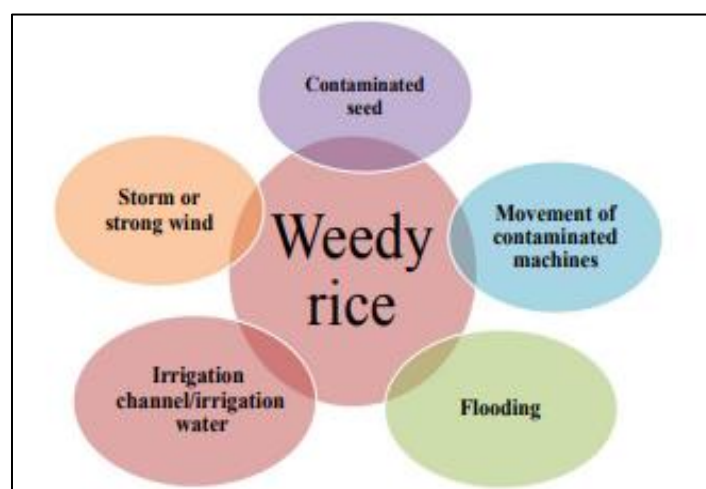 Contaminated
seed
Storm or
strong wind
Weedy
rice
Movement of
contaminated
machines
Irrigation
channel/irrigation
water
Flooding